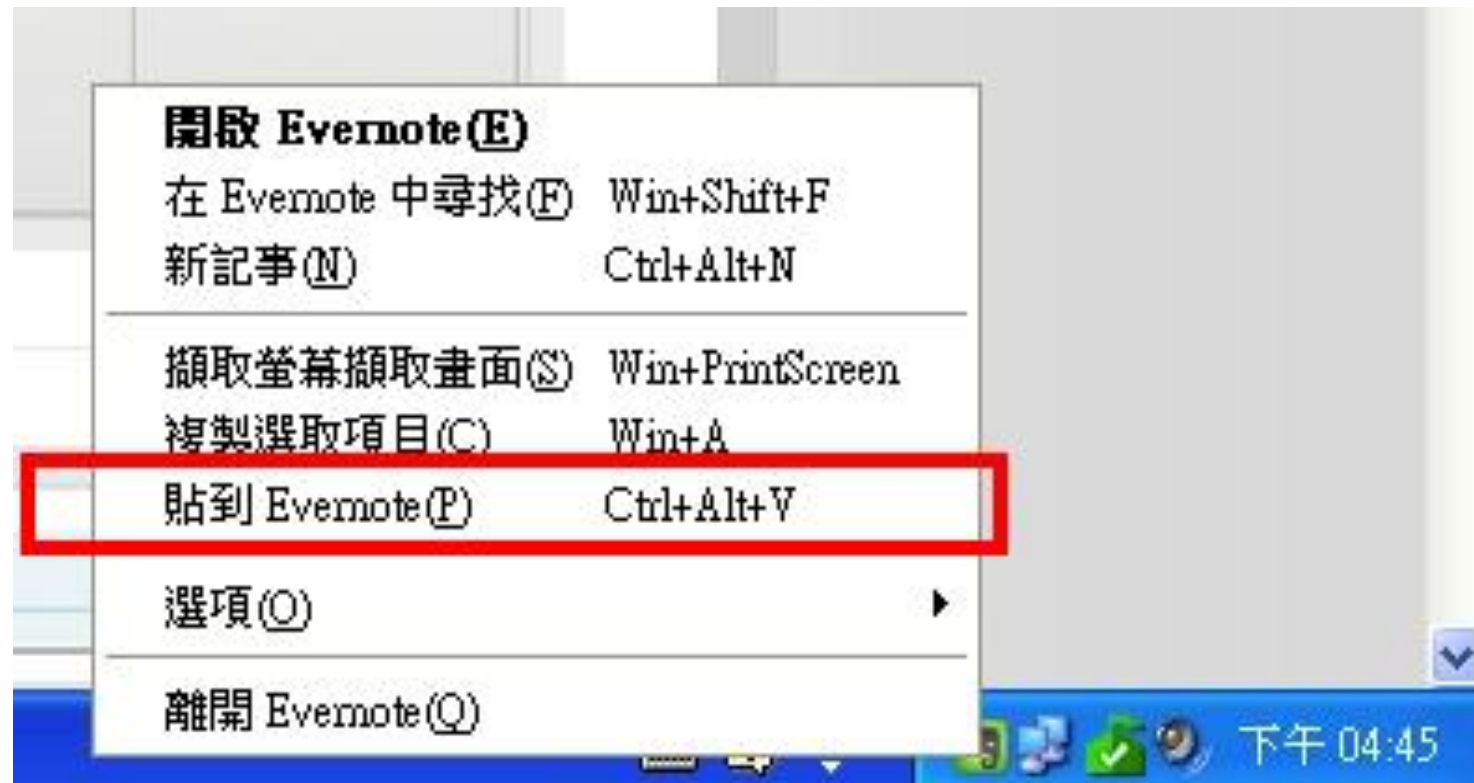 開啟 Evernote(E)
在 Evernote 中尋找(F) Win+Shift+F
新記事(N) Ctrl+Alt+N
擷取螢幕擷取畫面(S) Win+PrintScreen
複製選取項目(C) Win+A
貼到 Evernote(P) Ctrl+Alt+V
選項(O)
離開 Evernote(Q)
下午 04:45